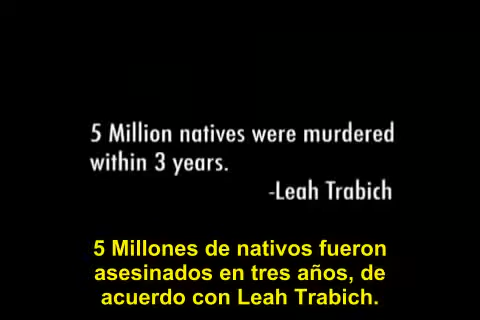 5 Million natives were murdered
within 3 years.
-Leah Trabich
5 Millones de nativos fueron
asesinados en tres años, de
acuerdo con Leah Trabich.